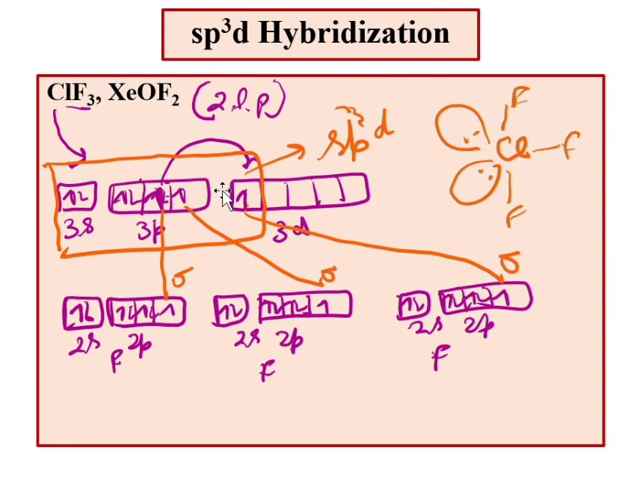 sp³d Hybridization
ClF₃, XeOF₂ (2 l.p)
sp³d
F
Cl F
F
3s 3p 3d
σ σ σ
2s 2p 2s 2p 2s 2p
F F F